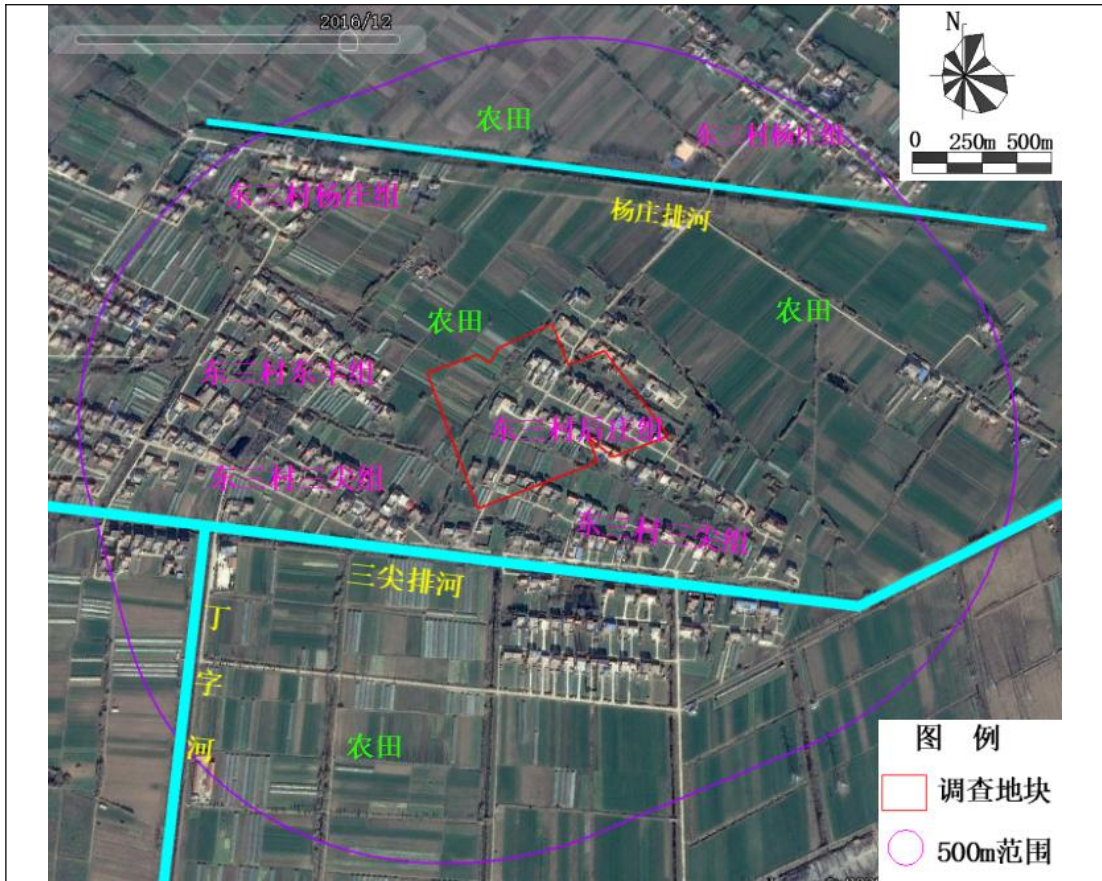 2016/12
N
0 250m 500m
农田
东三村杨庄组
东三村杨庄组
杨庄排河
农田
农田
东三村东卡组
东三村后庄组
东三村三尖组
东三村三尖组
三尖排河
丁字河
农田
图 例
调查地块
500m范围